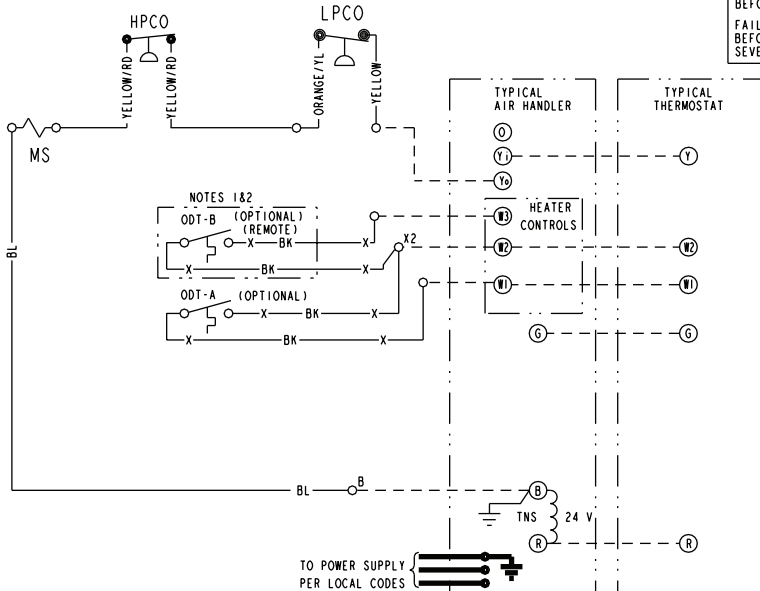 HPCO
LPCO
BEFO
FAIL
BEFO
SEVE
YELLOW/RD
YELLOW/RD
ORANGE/YL
YELLOW
TYPICAL
AIR HANDLER
TYPICAL
THERMOSTAT
O
MS
Yi
Y
Yo
NOTES 1&2
ODT-B
(OPTIONAL)
(REMOTE)
W3
HEATER
CONTROLS
X
BK
X
X2
W2
W2
BL
X
BK
X
ODT-A
(OPTIONAL)
W1
W1
X
BK
X
G
G
X
BK
X
BL
B
B
TNS
24 V
R
R
TO POWER SUPPLY
PER LOCAL CODES